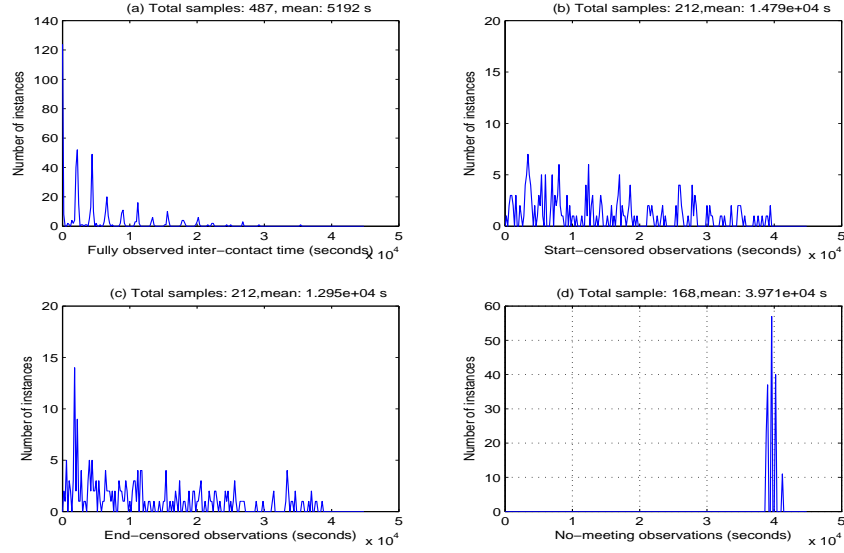 (a) Total samples: 487, mean: 5192 s
140
120
100
80
60
40
20
0
Number of instances
0 1 2 3 4 5
x 10^4
Fully observed inter-contact time (seconds)
(b) Total samples: 212,mean: 1.479e+04 s
20
15
10
5
0
Number of instances
0 1 2 3 4 5
x 10^4
Start-censored observations (seconds)
(c) Total samples: 212,mean: 1.295e+04 s
20
15
10
5
0
Number of instances
0 1 2 3 4 5
x 10^4
End-censored observations (seconds)
(d) Total sample: 168,mean: 3.971e+04 s
60
50
40
30
20
10
0
Number of instances
0 1 2 3 4 5
x 10^4
No-meeting observations (seconds)